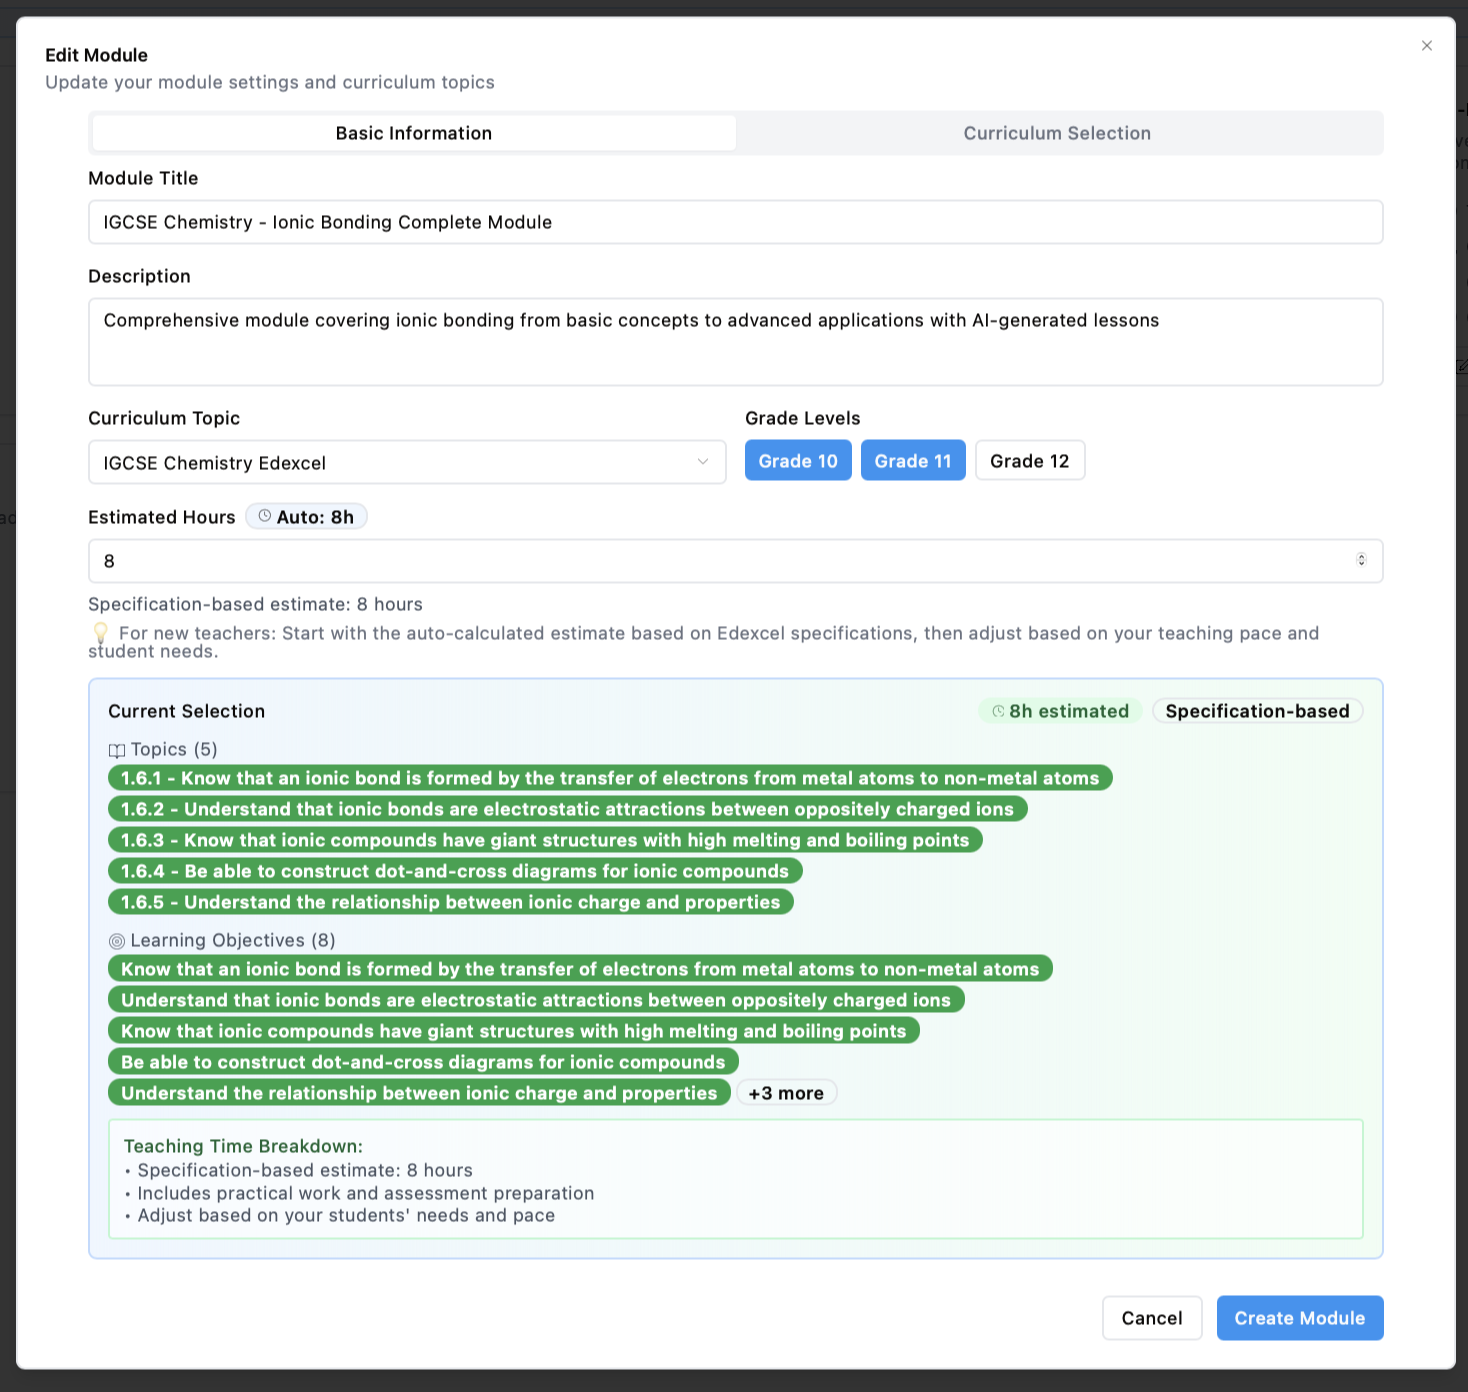 Edit Module
Update your module settings and curriculum topics
Basic Information
Curriculum Selection
Module Title
IGCSE Chemistry - Ionic Bonding Complete Module
Description
Comprehensive module covering ionic bonding from basic concepts to advanced applications with AI-generated lessons
Curriculum Topic
Grade Levels
IGCSE Chemistry Edexcel
Grade 10
Grade 11
Grade 12
Estimated Hours
Auto: 8h
8
Specification-based estimate: 8 hours
💡 For new teachers: Start with the auto-calculated estimate based on Edexcel specifications, then adjust based on your teaching pace and
student needs.
Current Selection
8h estimated
Specification-based
Topics (5)
1.6.1 - Know that an ionic bond is formed by the transfer of electrons from metal atoms to non-metal atoms
1.6.2 - Understand that ionic bonds are electrostatic attractions between oppositely charged ions
1.6.3 - Know that ionic compounds have giant structures with high melting and boiling points
1.6.4 - Be able to construct dot-and-cross diagrams for ionic compounds
1.6.5 - Understand the relationship between ionic charge and properties
Learning Objectives (8)
Know that an ionic bond is formed by the transfer of electrons from metal atoms to non-metal atoms
Understand that ionic bonds are electrostatic attractions between oppositely charged ions
Know that ionic compounds have giant structures with high melting and boiling points
Be able to construct dot-and-cross diagrams for ionic compounds
Understand the relationship between ionic charge and properties
+3 more
Teaching Time Breakdown:
• Specification-based estimate: 8 hours
• Includes practical work and assessment preparation
• Adjust based on your students' needs and pace
Cancel
Create Module